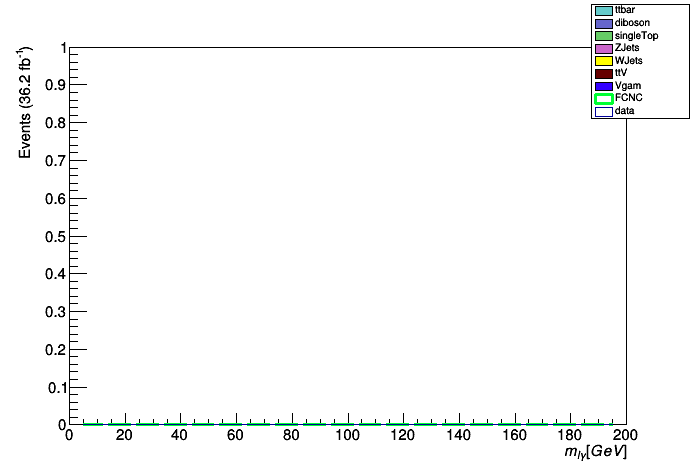 ttbar
diboson
singleTop
ZJets
WJets
ttV
Vgam
FCNC
data
Events (36.2 fb⁻¹)
1
0.9
0.8
0.7
0.6
0.5
0.4
0.3
0.2
0.1
0
0 20 40 60 80 100 120 140 160 180 200
m_lγ[GeV]